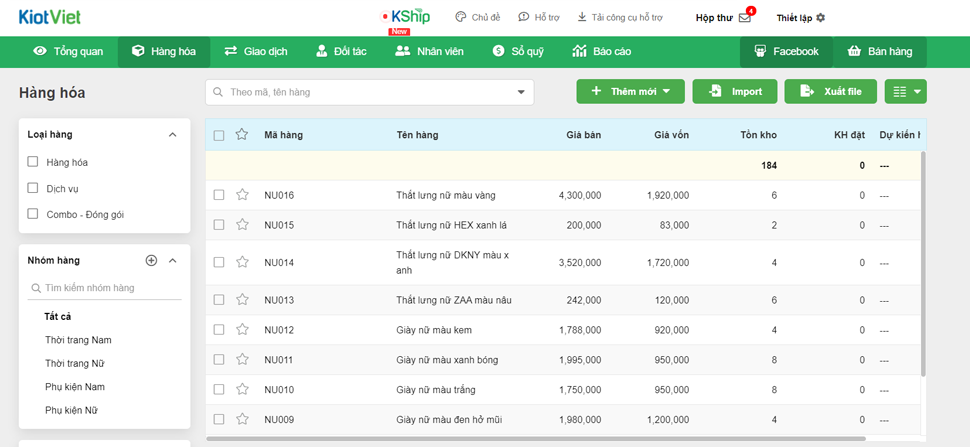 KiotViet
KShip
New
Chủ đề
Hỗ trợ
Tải công cụ hỗ trợ
Hộp thư
4
Thiết lập
Tổng quan
Hàng hóa
Giao dịch
Đối tác
Nhân viên
Sổ quỹ
Báo cáo
Facebook
Bán hàng
Hàng hóa
Theo mã, tên hàng
Thêm mới
Import
Xuất file
Loại hàng
Hàng hóa
Dịch vụ
Combo - Đóng gói
Nhóm hàng
Tìm kiếm nhóm hàng
Tất cả
Thời trang Nam
Thời trang Nữ
Phụ kiện Nam
Phụ kiện Nữ
Mã hàng Tên hàng Giá bán Giá vốn Tồn kho KH đặt Dự kiến h
184 0 ---
NU016 Thắt lưng nữ màu vàng 4,300,000 1,920,000 6 0 ---
NU015 Thắt lưng nữ HEX xanh lá 200,000 83,000 2 0 ---
NU014 Thắt lưng nữ DKNY màu x
anh 3,520,000 1,720,000 4 0 ---
NU013 Thắt lưng nữ ZAA màu nâu 242,000 120,000 6 0 ---
NU012 Giày nữ màu kem 1,788,000 920,000 4 0 ---
NU011 Giày nữ màu xanh bóng 1,995,000 950,000 8 0 ---
NU010 Giày nữ màu trắng 1,750,000 950,000 8 0 ---
NU009 Giày nữ màu đen hở mũi 1,980,000 1,200,000 4 0 ---